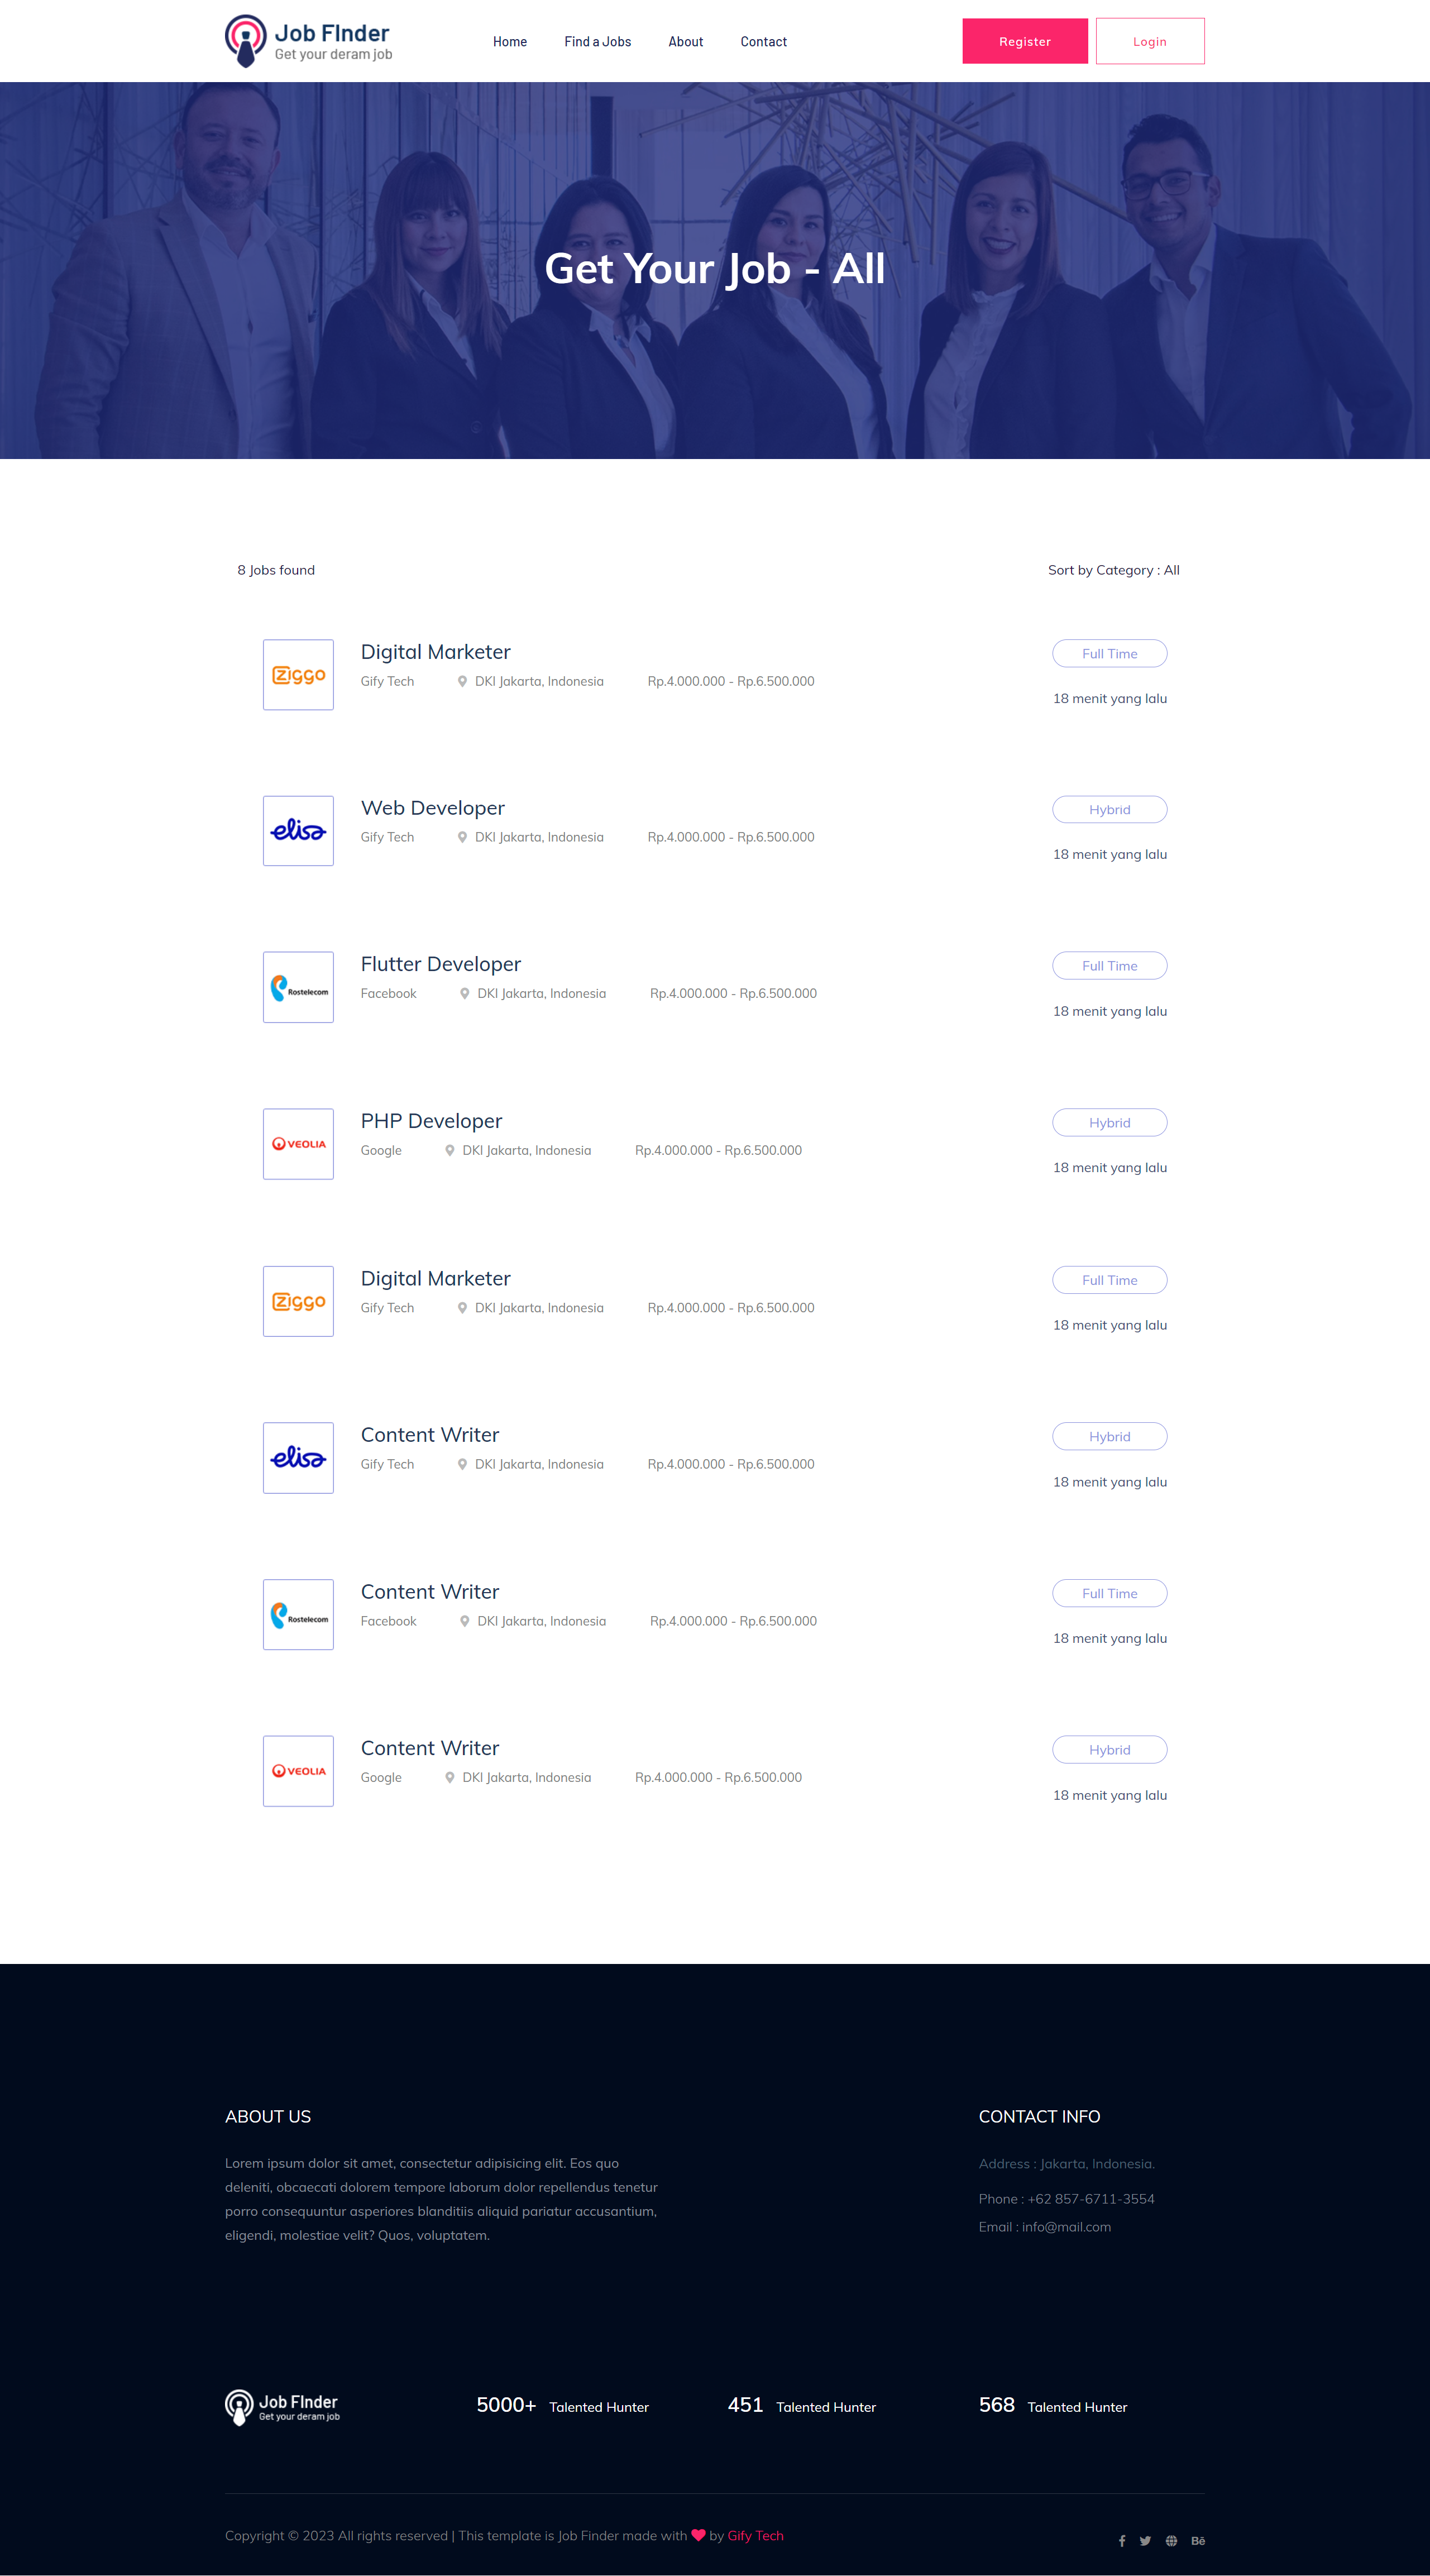 Job FInder
Get your deram job
Home Find a Jobs About Contact
Register Login
Get Your Job - All
8 Jobs found Sort by Category : All
Ziggo
Digital Marketer Full Time
Gify Tech DKI Jakarta, Indonesia Rp.4.000.000 - Rp.6.500.000
18 menit yang lalu
elisa
Web Developer Hybrid
Gify Tech DKI Jakarta, Indonesia Rp.4.000.000 - Rp.6.500.000
18 menit yang lalu
Rostelecom
Flutter Developer Full Time
Facebook DKI Jakarta, Indonesia Rp.4.000.000 - Rp.6.500.000
18 menit yang lalu
VEOLIA
PHP Developer Hybrid
Google DKI Jakarta, Indonesia Rp.4.000.000 - Rp.6.500.000
18 menit yang lalu
Ziggo
Digital Marketer Full Time
Gify Tech DKI Jakarta, Indonesia Rp.4.000.000 - Rp.6.500.000
18 menit yang lalu
elisa
Content Writer Hybrid
Gify Tech DKI Jakarta, Indonesia Rp.4.000.000 - Rp.6.500.000
18 menit yang lalu
Rostelecom
Content Writer Full Time
Facebook DKI Jakarta, Indonesia Rp.4.000.000 - Rp.6.500.000
18 menit yang lalu
VEOLIA
Content Writer Hybrid
Google DKI Jakarta, Indonesia Rp.4.000.000 - Rp.6.500.000
18 menit yang lalu
ABOUT US
Lorem ipsum dolor sit amet, consectetur adipisicing elit. Eos quo
deleniti, obcaecati dolorem tempore laborum dolor repellendus tenetur
porro consequuntur asperiores blanditiis aliquid pariatur accusantium,
eligendi, molestiae velit? Quos, voluptatem.
CONTACT INFO
Address : Jakarta, Indonesia.
Phone : +62 857-6711-3554
Email : info@mail.com
Job FInder
Get your deram job
5000+ Talented Hunter 451 Talented Hunter 568 Talented Hunter
Copyright © 2023 All rights reserved | This template is Job Finder made with ♥ by Gify Tech
Bē